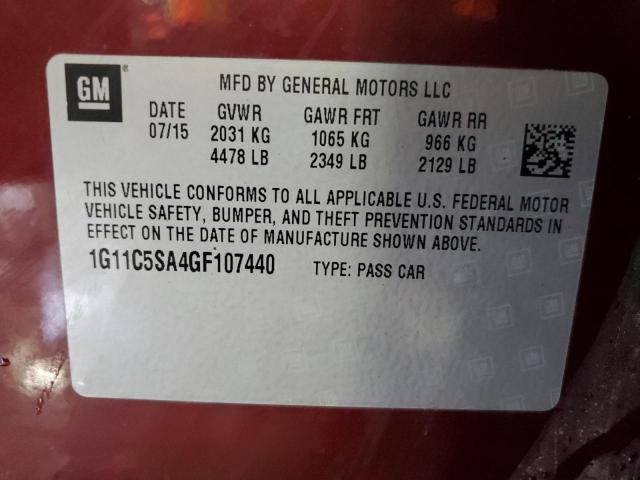 GM®
MFD BY GENERAL MOTORS LLC
DATE GVWR GAWR FRT GAWR RR
07/15 2031 KG 1065 KG 966 KG
4478 LB 2349 LB 2129 LB
THIS VEHICLE CONFORMS TO ALL APPLICABLE U.S. FEDERAL MOTOR
VEHICLE SAFETY, BUMPER, AND THEFT PREVENTION STANDARDS IN
EFFECT ON THE DATE OF MANUFACTURE SHOWN ABOVE.
1G11C5SA4GF107440 TYPE: PASS CAR